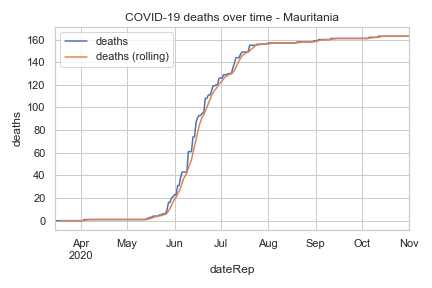 COVID-19 deaths over time - Mauritania
deaths
deaths (rolling)
160
140
120
100
80
60
40
20
0
deaths
Apr
2020
May
Jun
Jul
Aug
Sep
Oct
Nov
dateRep